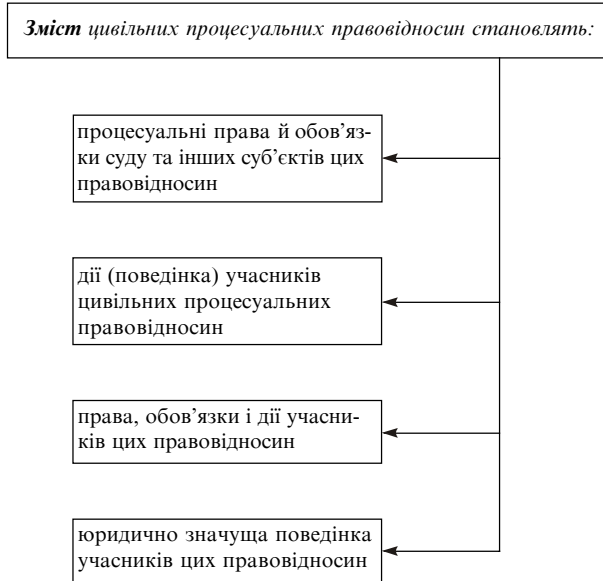 Зміст цивільних процесуальних правовідносин становлять:
процесуальні права й обов’яз-
ки суду та інших суб’єктів цих
правовідносин
дії (поведінка) учасників
цивільних процесуальних
правовідносин
права, обов’язки і дії учасни-
ків цих правовідносин
юридично значуща поведінка
учасників цих правовідносин